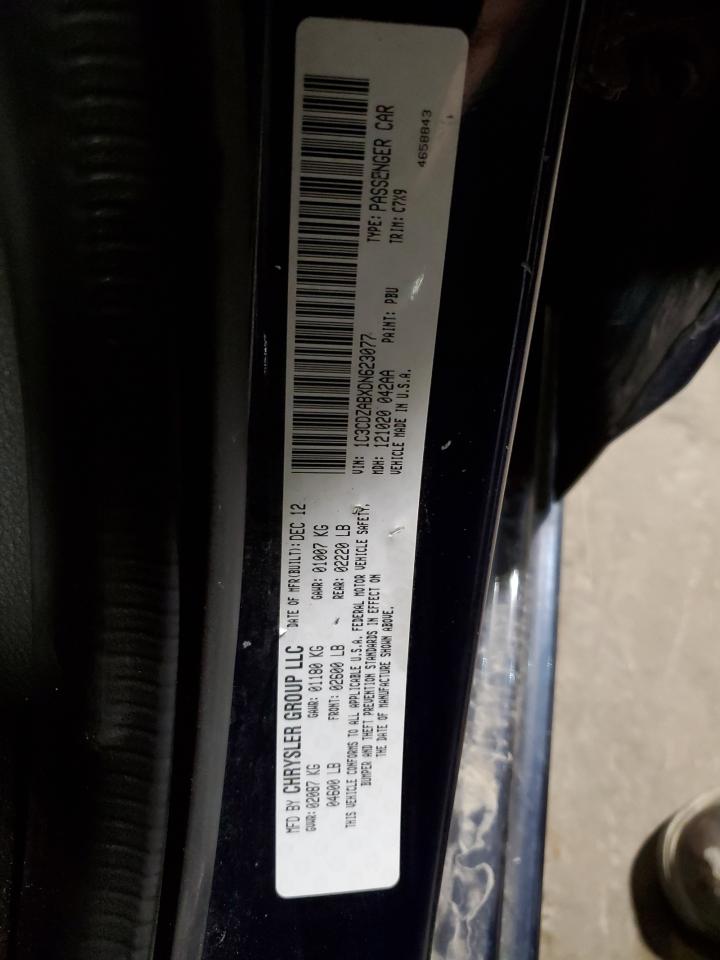 MFD BY CHRYSLER GROUP LLC DATE OF MFR(BUILT): DEC 12
GVWR: 02087 KG GAWR: 01180 KG GAWR: 01007 KG
04600 LB FRONT: 02600 LB REAR: 02220 LB
THIS VEHICLE CONFORMS TO ALL APPLICABLE U.S.A. FEDERAL MOTOR VEHICLE SAFETY,
BUMPER AND THEFT PREVENTION STANDARDS IN EFFECT ON
THE DATE OF MANUFACTURE SHOWN ABOVE.
VIN: 1C3CDZABXDN623077 TYPE: PASSENGER CAR
MDH: 121020 042AA
VEHICLE MADE IN U.S.A. PAINT: PBU TRIM: C7X9
4658843